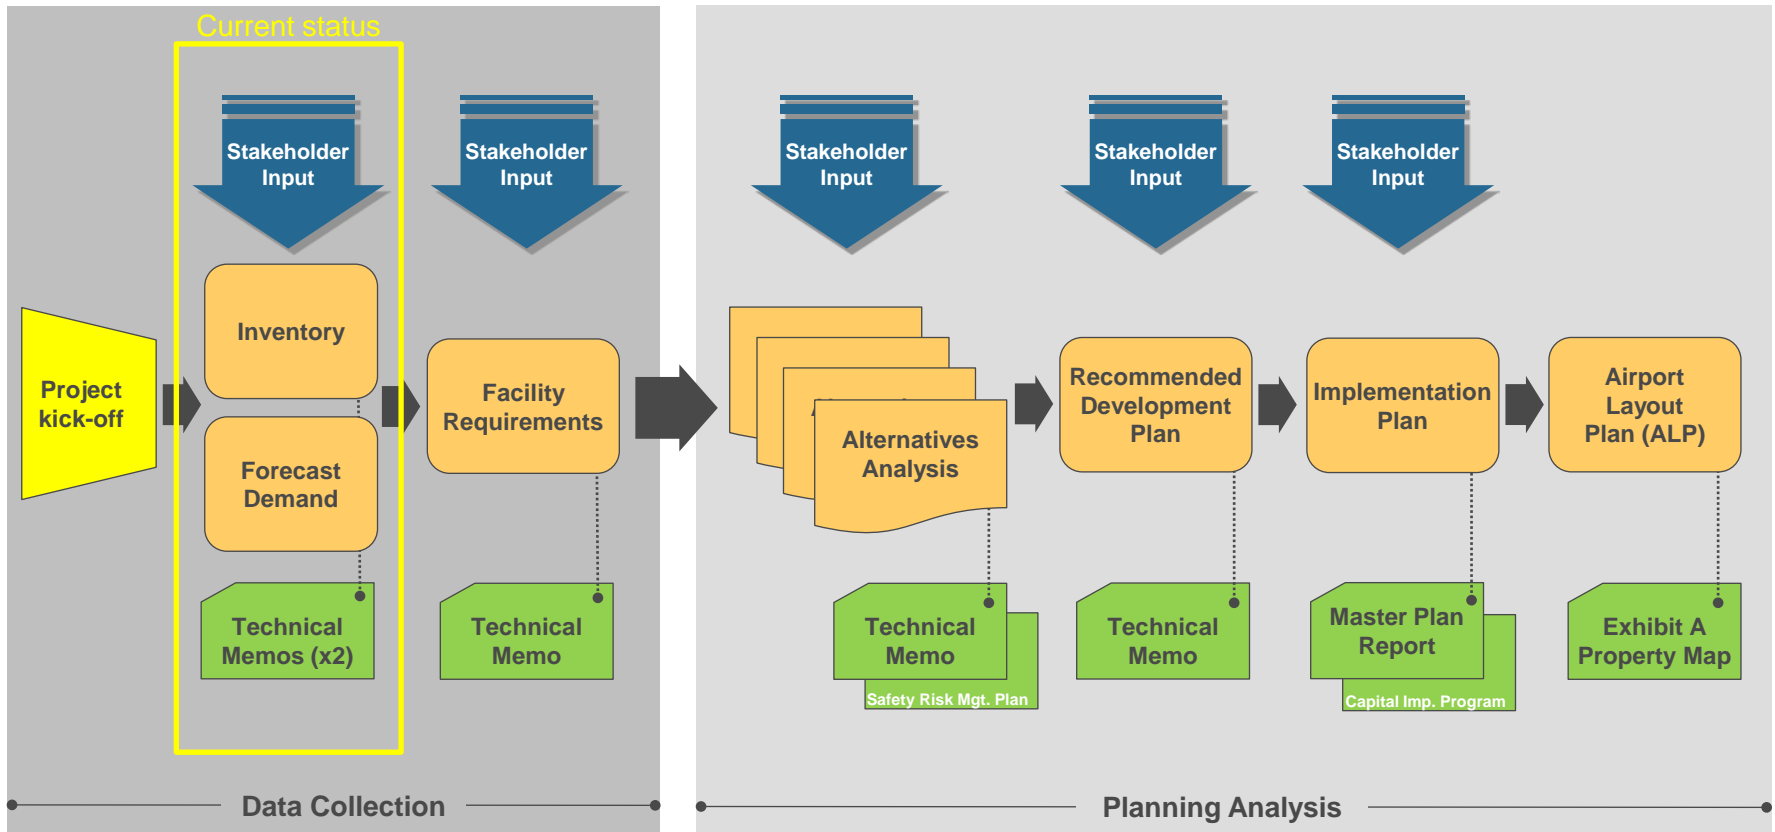 Current status
Stakeholder
Input
Stakeholder
Input
Stakeholder
Input
Stakeholder
Input
Stakeholder
Input
Project
kick-off
Inventory
Forecast
Demand
Facility
Requirements
Alternatives
Analysis
Recommended
Development
Plan
Implementation
Plan
Airport
Layout
Plan (ALP)
Technical
Memos (x2)
Technical
Memo
Technical
Memo
Safety Risk Mgt. Plan
Technical
Memo
Master Plan
Report
Capital Imp. Program
Exhibit A
Property Map
Data Collection
Planning Analysis